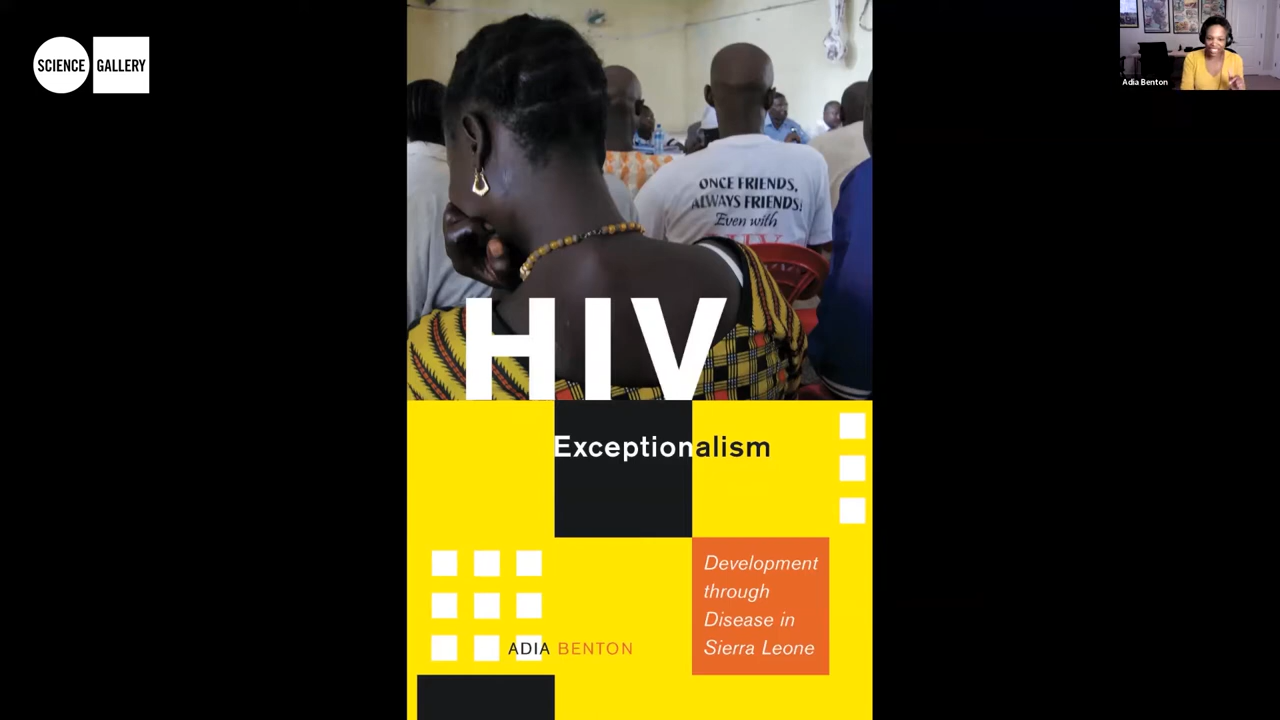 SCIENCE GALLERY
Adia Benton
ONCE FRIENDS,
ALWAYS FRIENDS!
Even with
HIV
Exceptionalism
Development
through
Disease in
Sierra Leone
ADIA BENTON